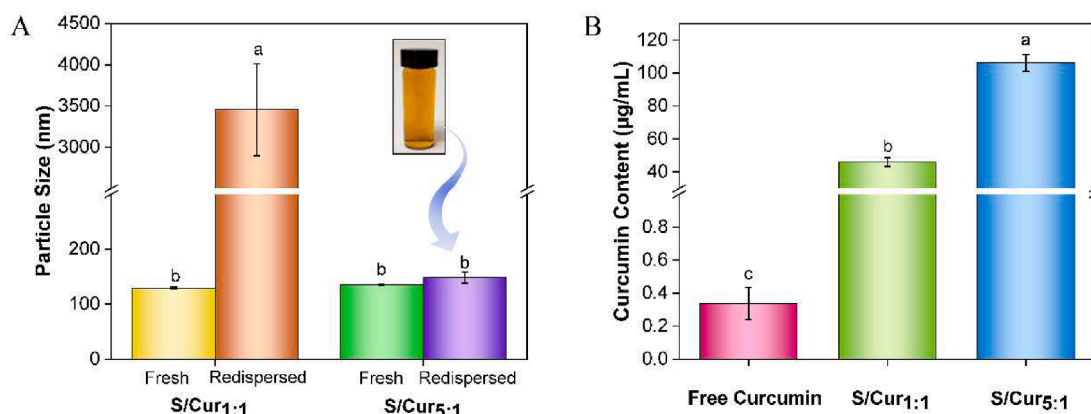 A
Particle Size (nm)
4500
4000
3500
3000
200
100
0
a
b
b
b
Fresh
Redispersed
Fresh
Redispersed
S/Cur1:1
S/Cur5:1
B
Curcumin Content (μg/mL)
120
100
80
60
40
0.8
0.6
0.4
0.2
0.0
c
b
a
Free Curcumin
S/Cur1:1
S/Cur5:1